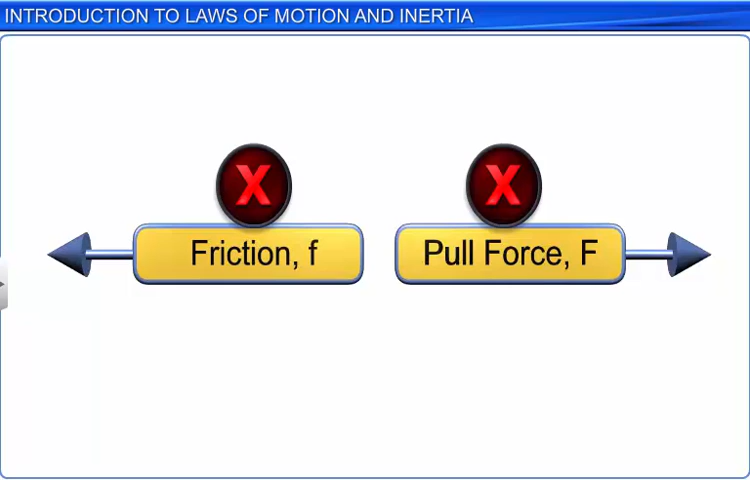 INTRODUCTION TO LAWS OF MOTION AND INERTIA
X
X
Friction, f
Pull Force, F